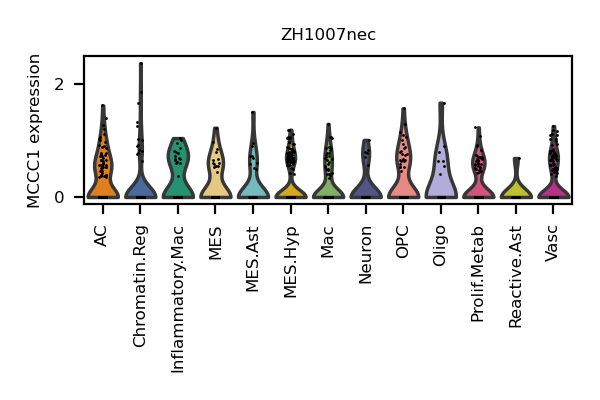 ZH1007nec
MCCC1 expression
2
0
AC
Chromatin.Reg
Inflammatory.Mac
MES
MES.Ast
MES.Hyp
Mac
Neuron
OPC
Oligo
Prolif.Metab
Reactive.Ast
Vasc